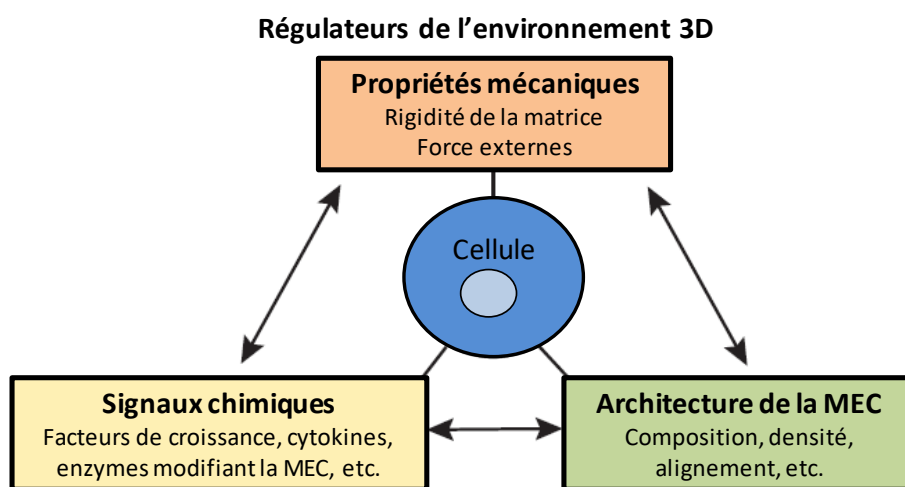 Régulateurs de l’environnement 3D
Propriétés mécaniques
Rigidité de la matrice
Force externes
Cellule
Signaux chimiques
Facteurs de croissance, cytokines,
enzymes modifiant la MEC, etc.
Architecture de la MEC
Composition, densité,
alignement, etc.